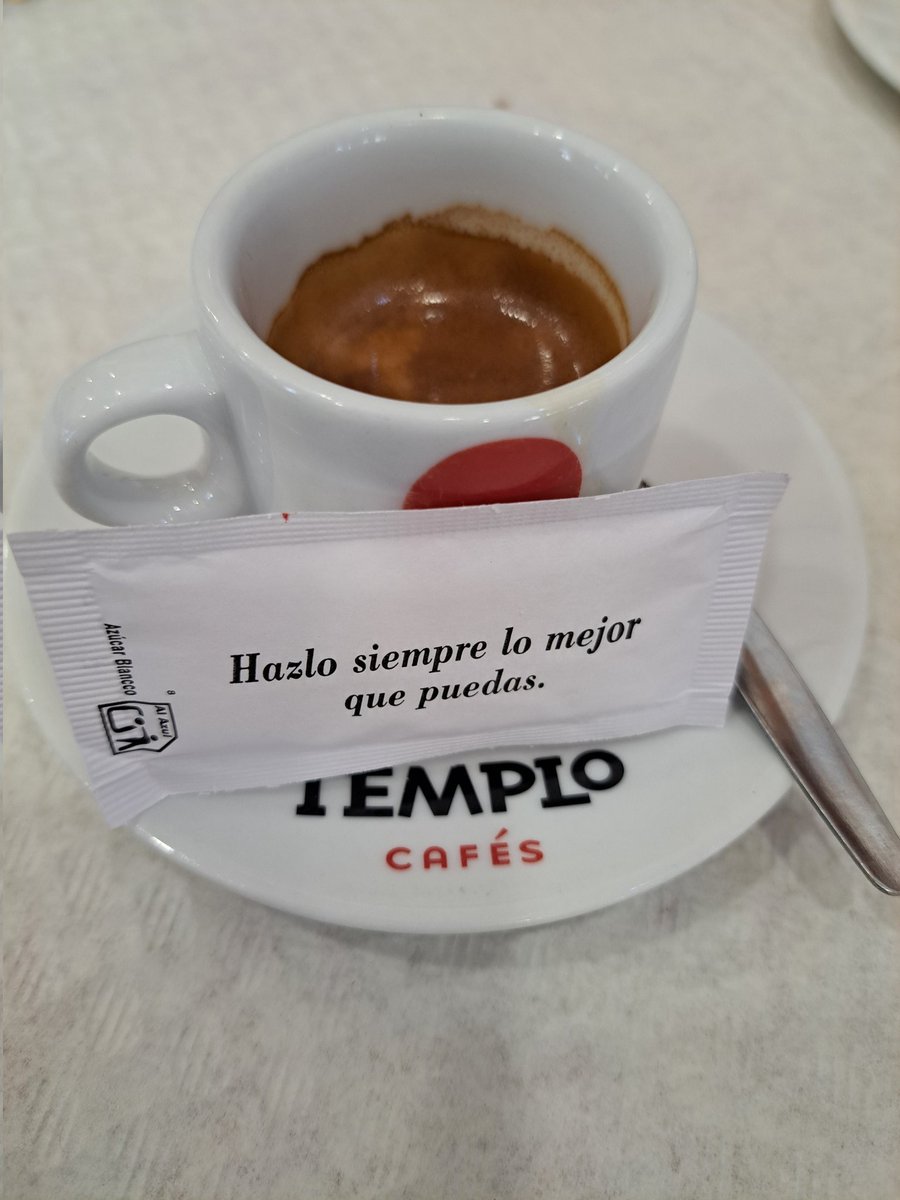 Hazlo siempre lo mejor
que puedas.
Azúcar Blanco
TEMPLO
CAFÉS